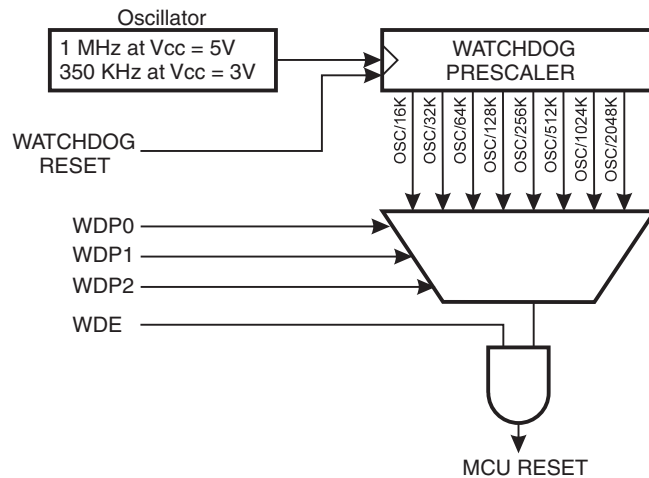 Oscillator
1 MHz at Vcc = 5V
350 KHz at Vcc = 3V
WATCHDOG
PRESCALER
OSC/16K
OSC/32K
OSC/64K
OSC/128K
OSC/256K
OSC/512K
OSC/1024K
OSC/2048K
WATCHDOG
RESET
WDP0
WDP1
WDP2
WDE
MCU RESET